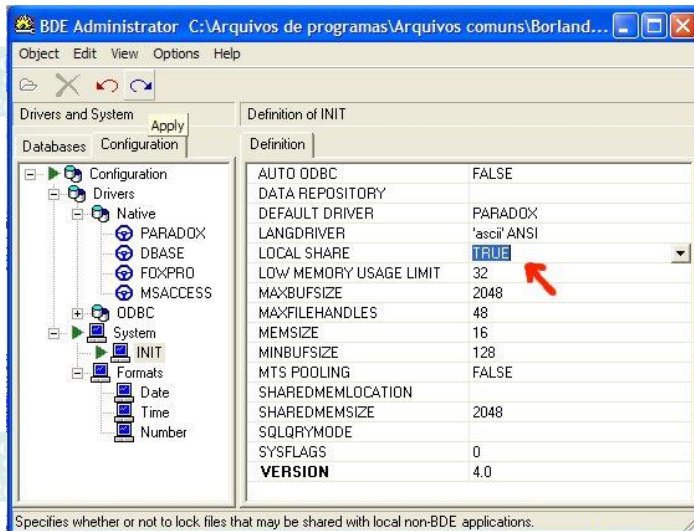 BDE Administrator C:\Arquivos de programas\Arquivos comuns\Borland...
Object Edit View Options Help
Drivers and System
Apply
Definition of INIT
Databases Configuration
Definition
Configuration
Drivers
Native
PARADOX
DBASE
FOXPRO
MSACCESS
ODBC
System
INIT
Formats
Date
Time
Number
AUTO ODBC FALSE
DATA REPOSITORY
DEFAULT DRIVER PARADOX
LANGDRIVER 'ascii' ANSI
LOCAL SHARE TRUE
LOW MEMORY USAGE LIMIT 32
MAXBUFSIZE 2048
MAXFILEHANDLES 48
MEMSIZE 16
MINBUFSIZE 128
MTS POOLING FALSE
SHAREDMEMLOCATION
SHAREDMEMSIZE 2048
SQLQRYMODE
SYSFLAGS 0
VERSION 4.0
Specifies whether or not to lock files that may be shared with local non-BDE applications.